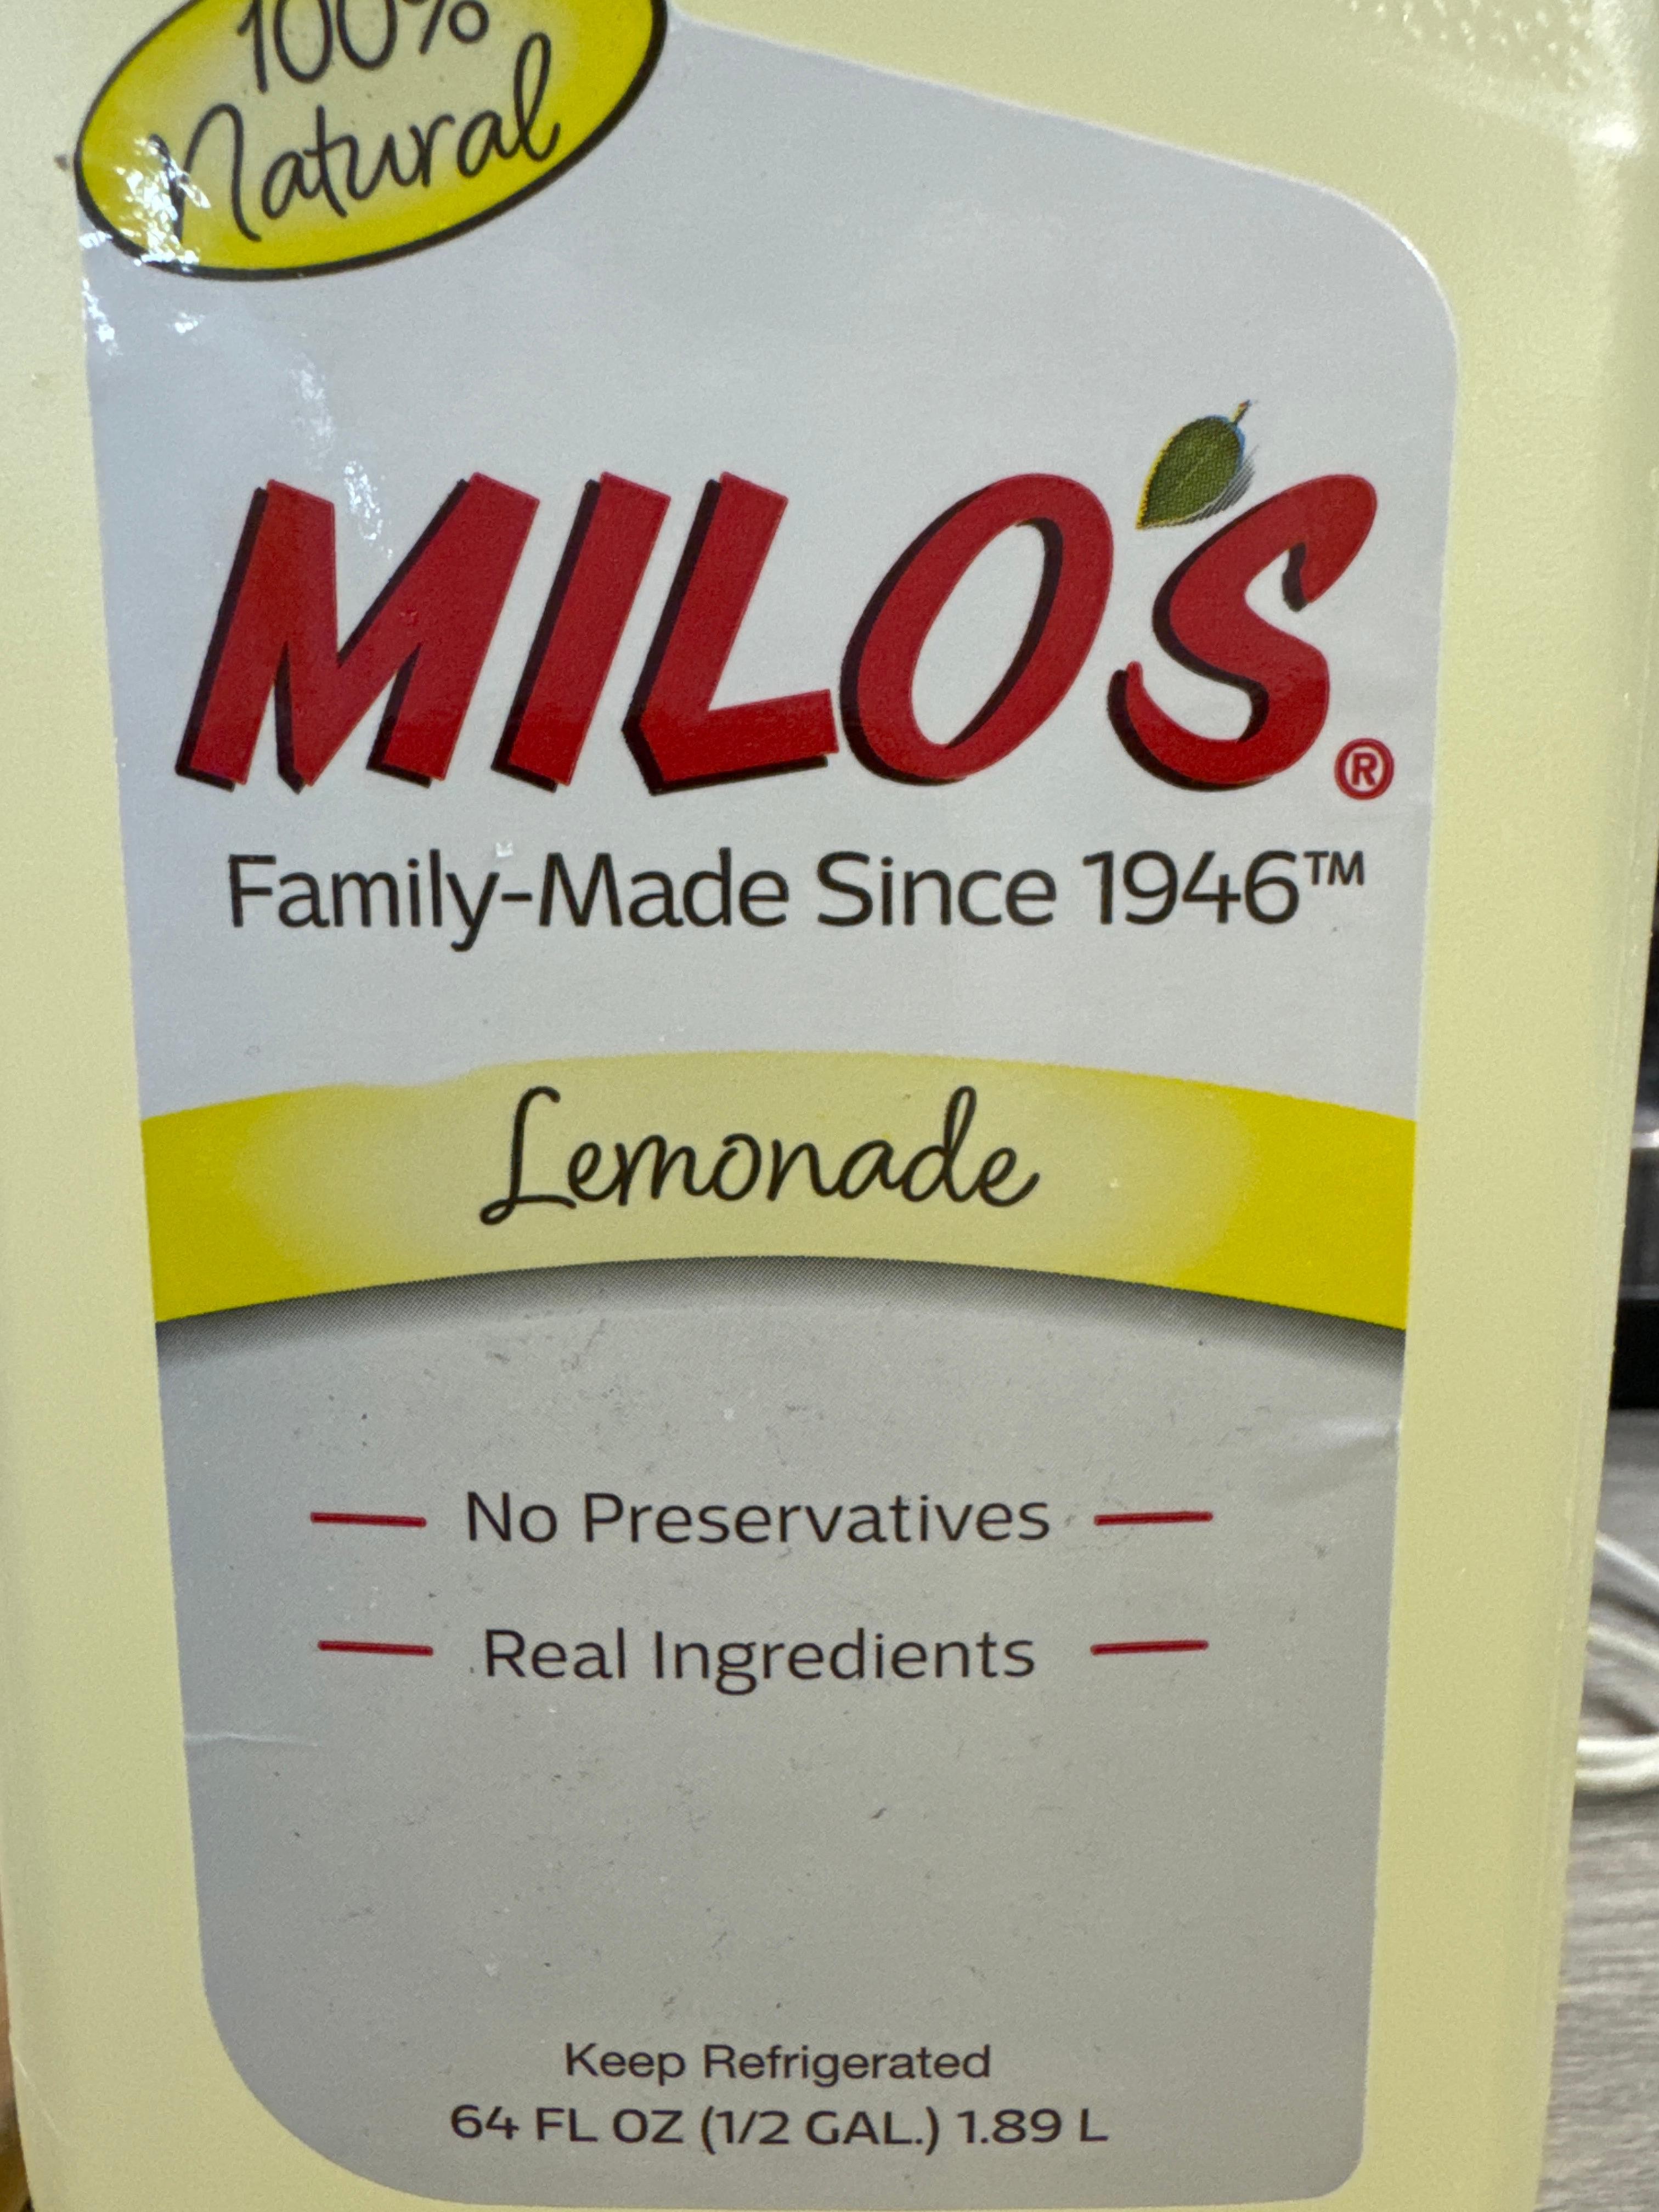 100%
Natural
MILO'S®
Family-Made Since 1946™
Lemonade
No Preservatives
Real Ingredients
Keep Refrigerated
64 FL OZ (1/2 GAL.) 1.89 L